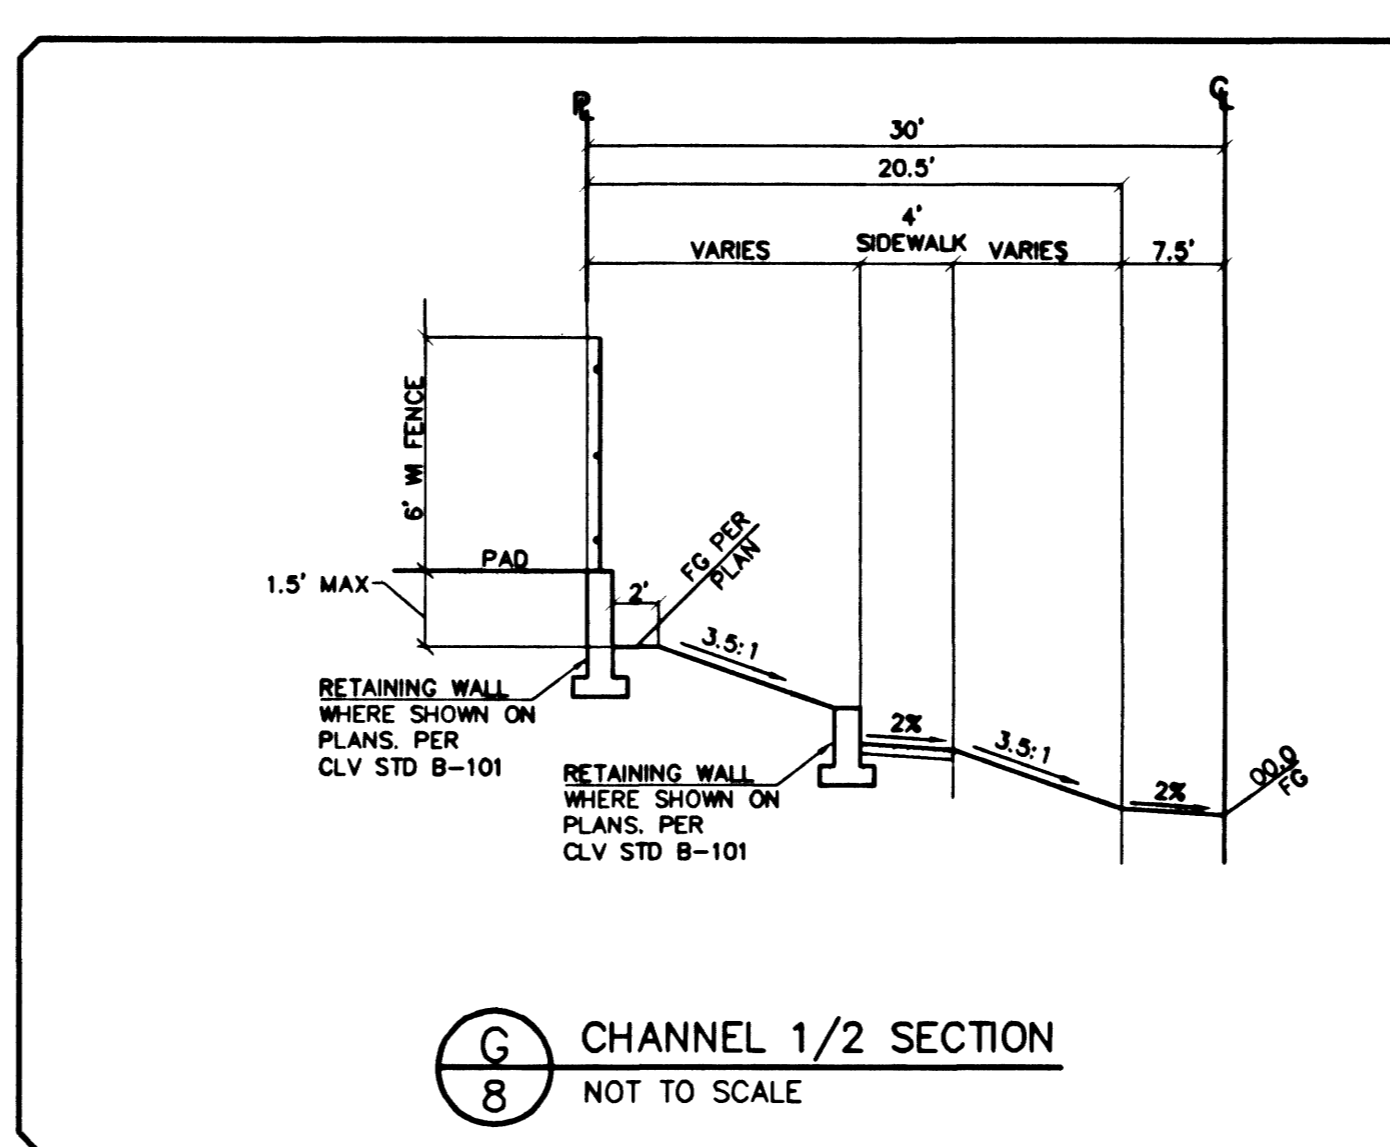 PL
CL
30'
20.5'
4'
SIDEWALK
VARIES
VARIES
7.5'
6' WI FENCE
PAD
1.5' MAX
2'
FG PER
PLAN
3.5:1
RETAINING WALL
WHERE SHOWN ON
PLANS. PER
CLV STD B-101
2%
3.5:1
RETAINING WALL
WHERE SHOWN ON
PLANS. PER
CLV STD B-101
2%
00.0
FG
G
8
CHANNEL 1/2 SECTION
NOT TO SCALE